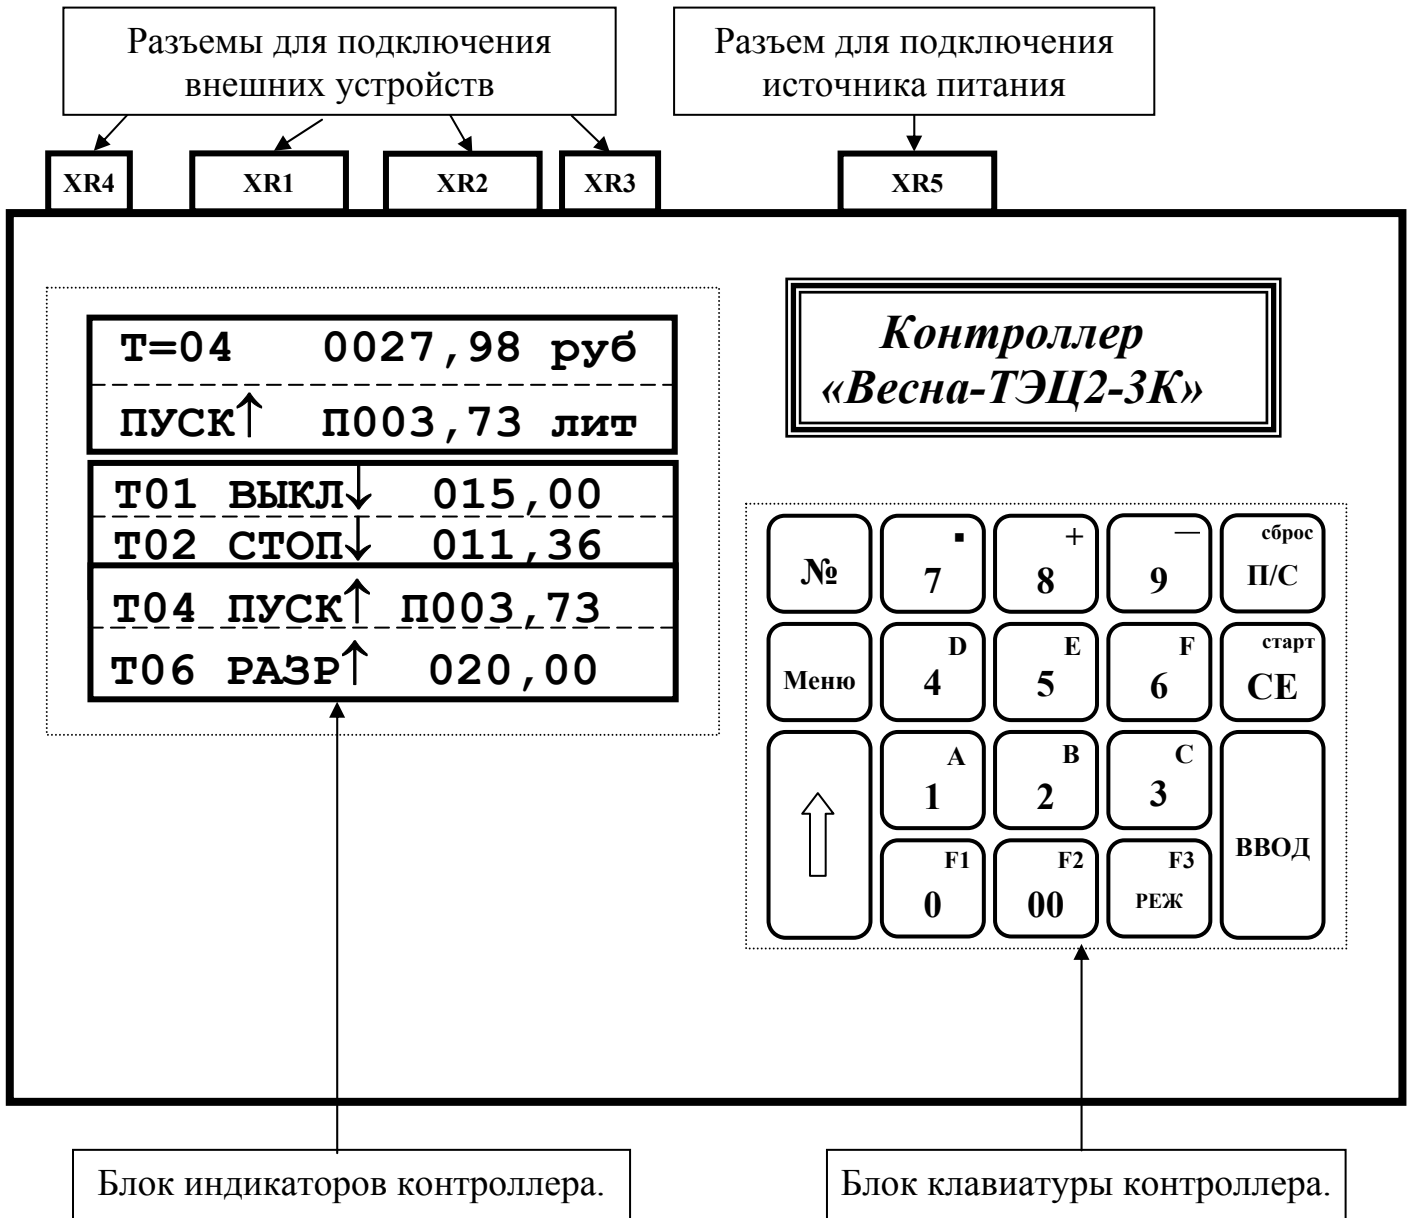 Разъемы для подключения
внешних устройств
Разъем для подключения
источника питания
XR4 XR1 XR2 XR3 XR5
Т=04 0027,98 руб
ПУСК↑ П003,73 лит
Т01 ВЫКЛ↓ 015,00
Т02 СТОП↓ 011,36
Т04 ПУСК↑ П003,73
Т06 РАЗР↑ 020,00
Контроллер
«Весна-ТЭЦ2-3К»
▪ + — сброс
№ 7 8 9 П/С
D E F старт
Меню 4 5 6 СЕ
A B C
1 2 3
F1 F2 F3
0 00 РЕЖ
ВВОД
Блок индикаторов контроллера.
Блок клавиатуры контроллера.